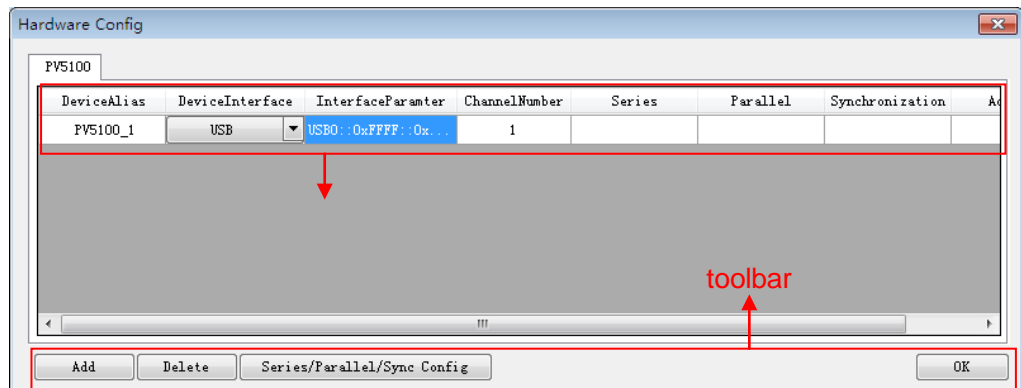 Hardware Config
PV5100
DeviceAlias DeviceInterface InterfaceParamter ChannelNumber Series Parallel Synchronization
PV5100_1 USB USB0::0xFFFF::0x... 1
toolbar
Add Delete Series/Parallel/Sync Config OK